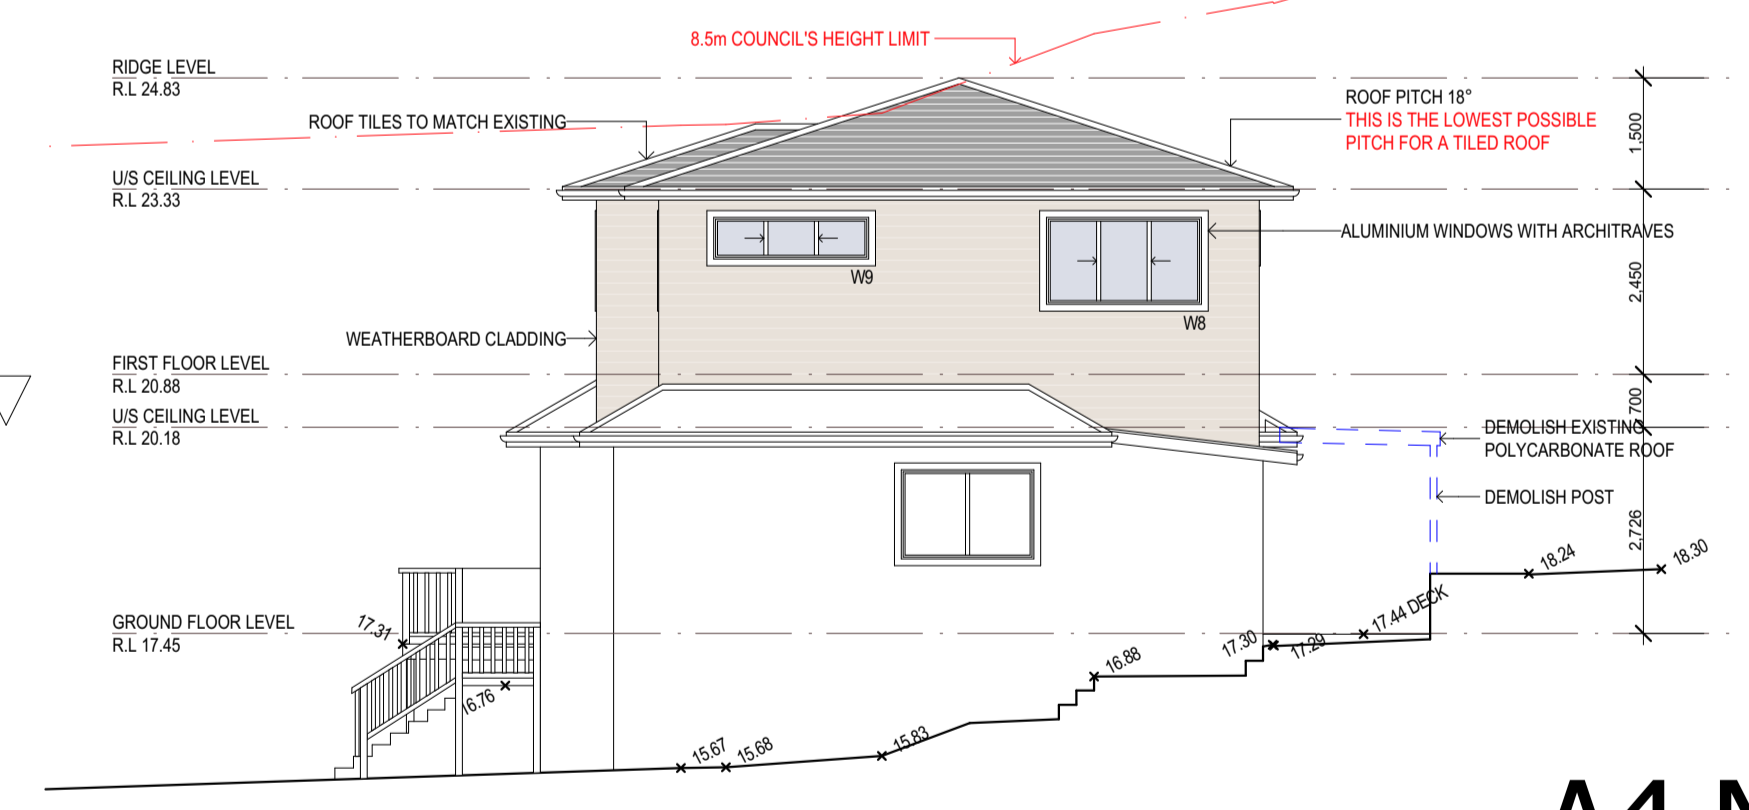 8.5m COUNCIL'S HEIGHT LIMIT
RIDGE LEVEL
R.L 24.83
ROOF TILES TO MATCH EXISTING
ROOF PITCH 18°
THIS IS THE LOWEST POSSIBLE
PITCH FOR A TILED ROOF
1,500
U/S CEILING LEVEL
R.L 23.33
ALUMINIUM WINDOWS WITH ARCHITRAVES
W9
W8
2,450
WEATHERBOARD CLADDING
FIRST FLOOR LEVEL
R.L 20.88
700
U/S CEILING LEVEL
R.L 20.18
DEMOLISH EXISTING
POLYCARBONATE ROOF
DEMOLISH POST
2,726
18.24
18.30
GROUND FLOOR LEVEL
R.L 17.45
17.31
17.44 DECK
17.30
17.29
16.88
16.76
15.83
15.67
15.68